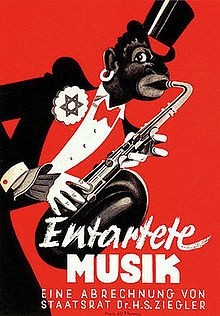 Entartete
MUSIK
EINE ABRECHNUNG VON
STAATSRAT Dr. H.S. ZIEGLER